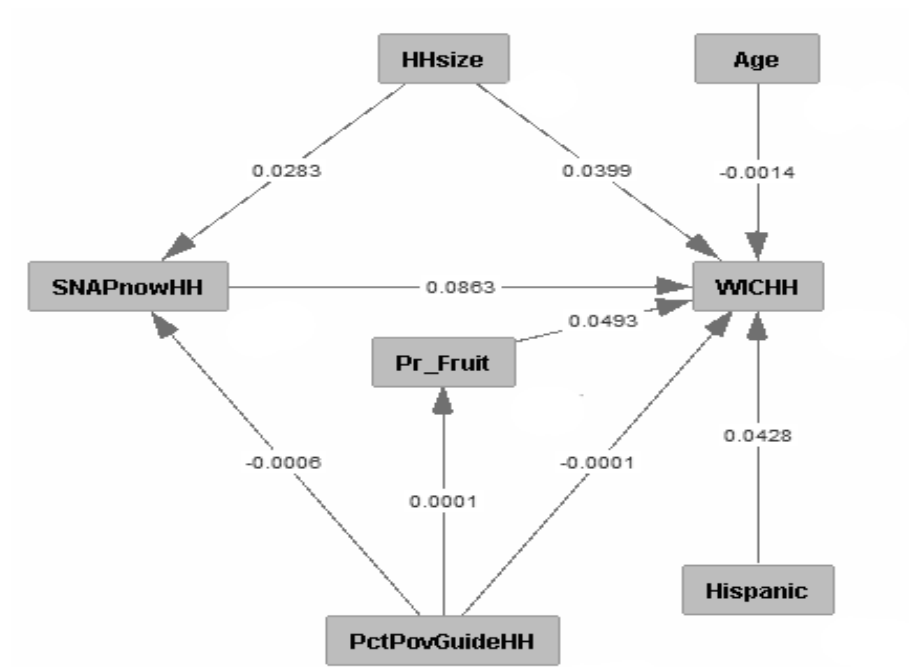 HHsize
Age
0.0283
0.0399
-0.0014
SNAPnowHH
0.0863
WICHH
0.0493
Pr_Fruit
0.0428
-0.0006
-0.0001
0.0001
Hispanic
PctPovGuideHH